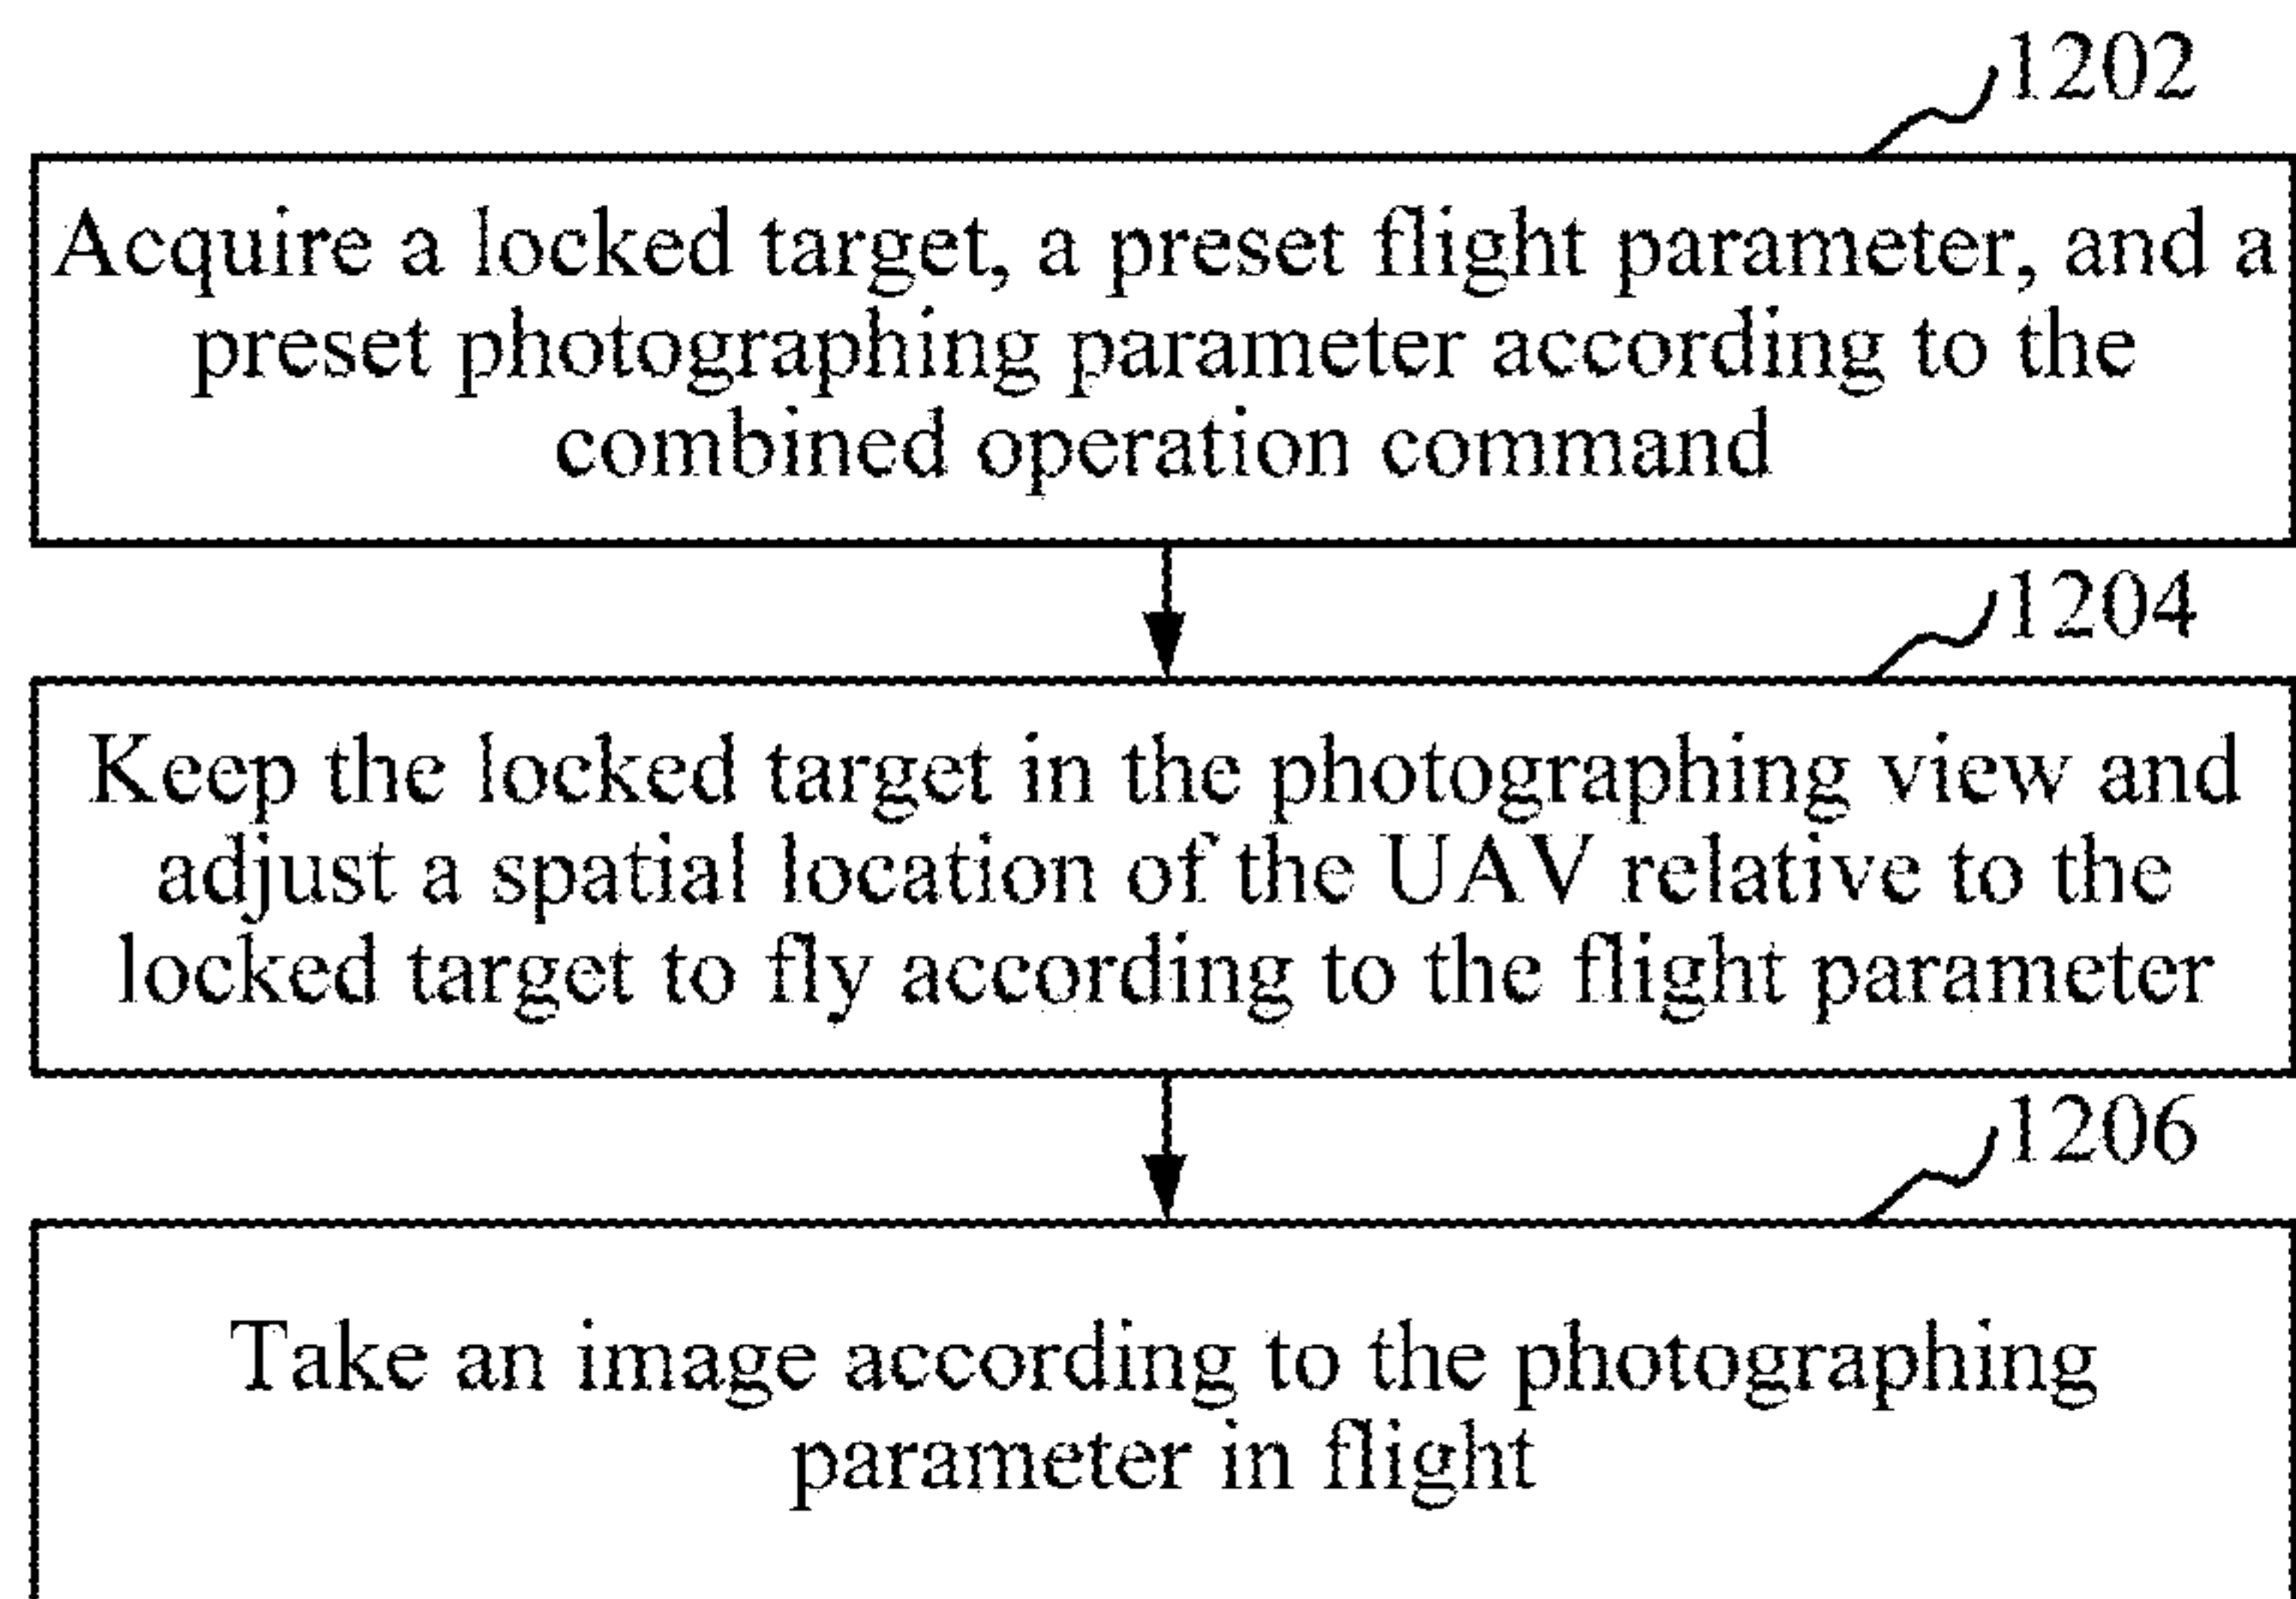 1202
Acquire a locked target, a preset flight parameter, and a
preset photographing parameter according to the
combined operation command
1204
Keep the locked target in the photographing view and
adjust a spatial location of the UAV relative to the
locked target to fly according to the flight parameter
1206
Take an image according to the photographing
parameter in flight